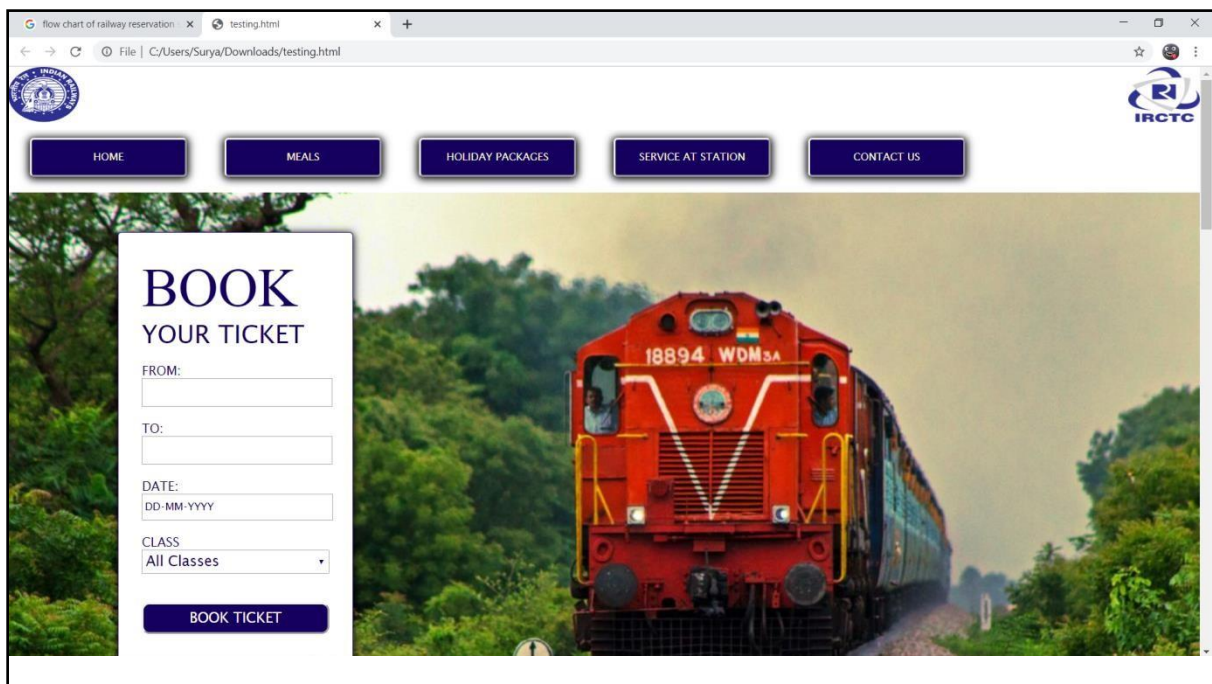 flow chart of railway reservation
testing.html
File | C:/Users/Surya/Downloads/testing.html
INDIAN RAILWAYS
IRCTC
HOME
MEALS
HOLIDAY PACKAGES
SERVICE AT STATION
CONTACT US
BOOK
YOUR TICKET
FROM:
TO:
DATE:
DD-MM-YYYY
CLASS
All Classes
BOOK TICKET
18894 WDM3A